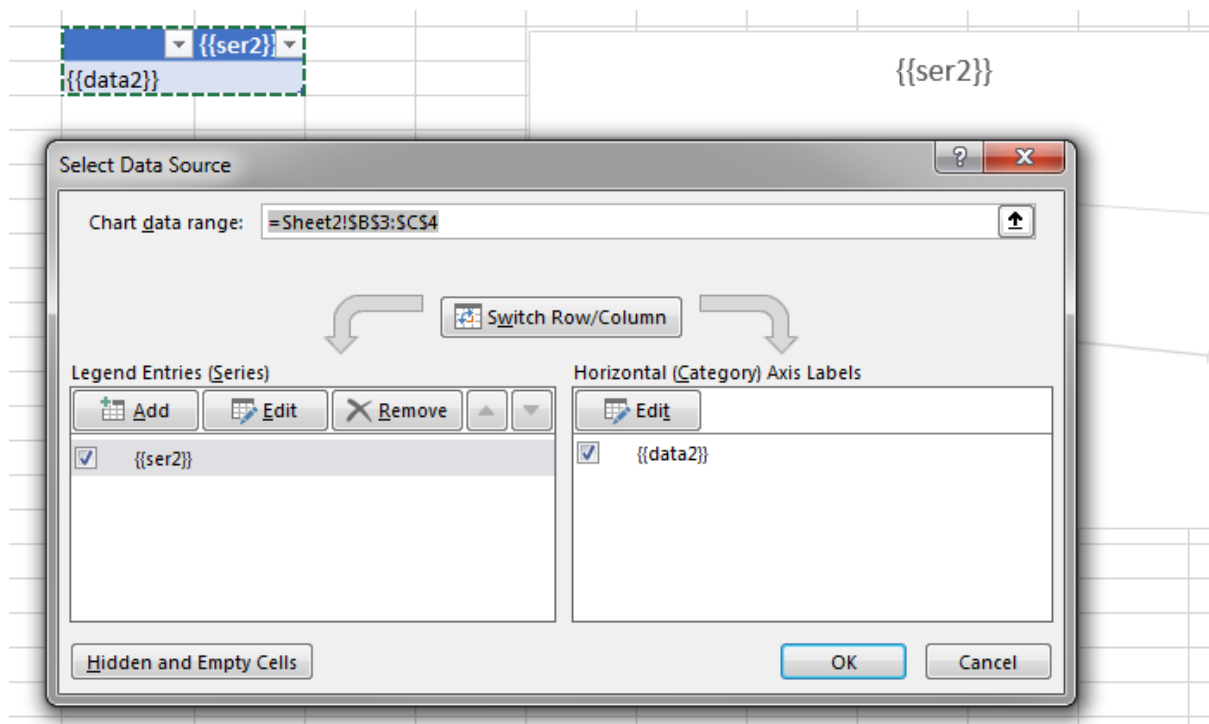 {{ser2}}
{{data2}}
{{ser2}}
Select Data Source
?
X
Chart data range:
=Sheet2!$B$3:$C$4
Switch Row/Column
Legend Entries (Series)
Horizontal (Category) Axis Labels
Add Edit Remove
Edit
{{ser2}}
{{data2}}
Hidden and Empty Cells
OK
Cancel